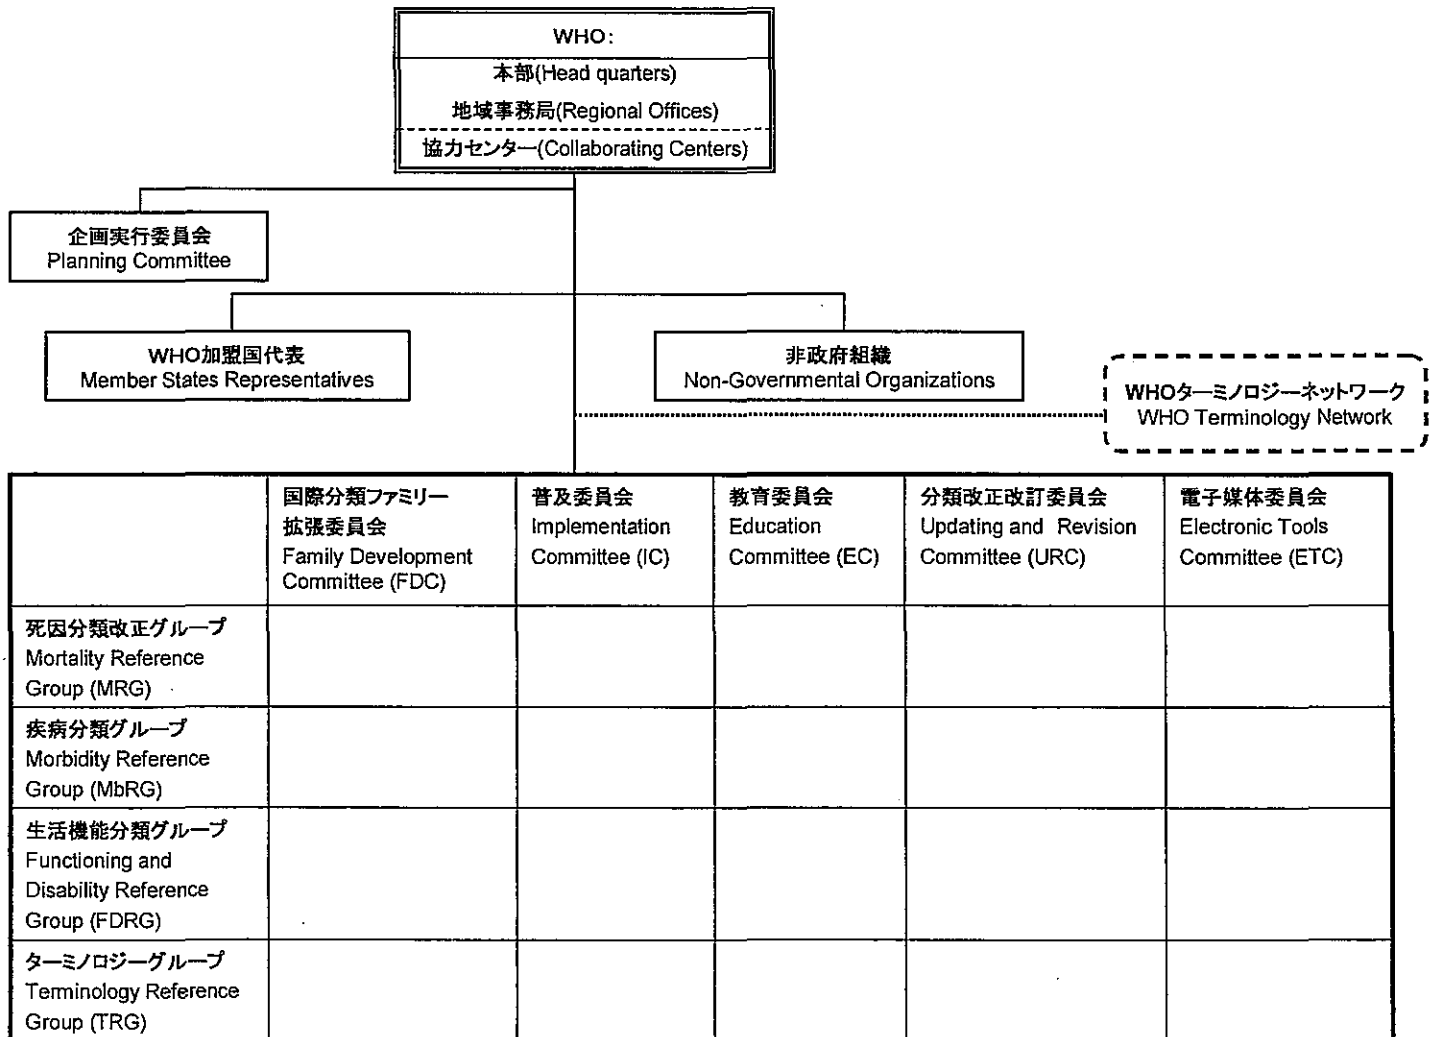 WHO:
本部(Head quarters)
地域事務局(Regional Offices)
協力センター(Collaborating Centers)
企画実行委員会
Planning Committee
WHO加盟国代表
Member States Representatives
非政府組織
Non-Governmental Organizations
WHOターミノロジーネットワーク
WHO Terminology Network
国際分類ファミリー
拡張委員会
Family Development
Committee (FDC)
普及委員会
Implementation
Committee (IC)
教育委員会
Education
Committee (EC)
分類改正改訂委員会
Updating and Revision
Committee (URC)
電子媒体委員会
Electronic Tools
Committee (ETC)
死因分類改正グループ
Mortality Reference
Group (MRG)
疾病分類グループ
Morbidity Reference
Group (MbRG)
生活機能分類グループ
Functioning and
Disability Reference
Group (FDRG)
ターミノロジーグループ
Terminology Reference
Group (TRG)